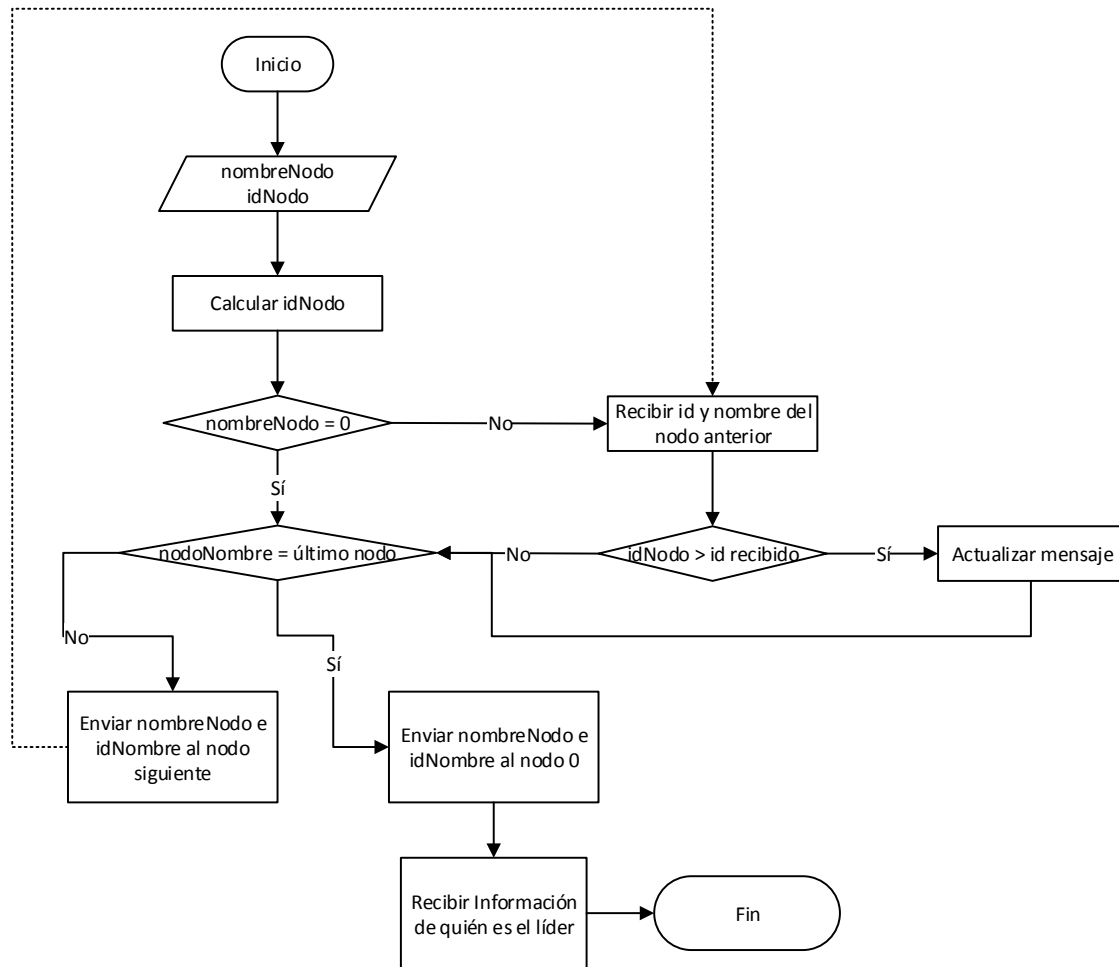 Inicio
nombreNodo
idNodo
Calcular idNodo
nombreNodo = 0
No
Recibir id y nombre del
nodo anterior
Sí
nodoNombre = último nodo
No
idNodo > id recibido
Sí
Actualizar mensaje
No
Sí
Enviar nombreNodo e
idNombre al nodo
siguiente
Enviar nombreNodo e
idNombre al nodo 0
Recibir Información
de quién es el líder
Fin